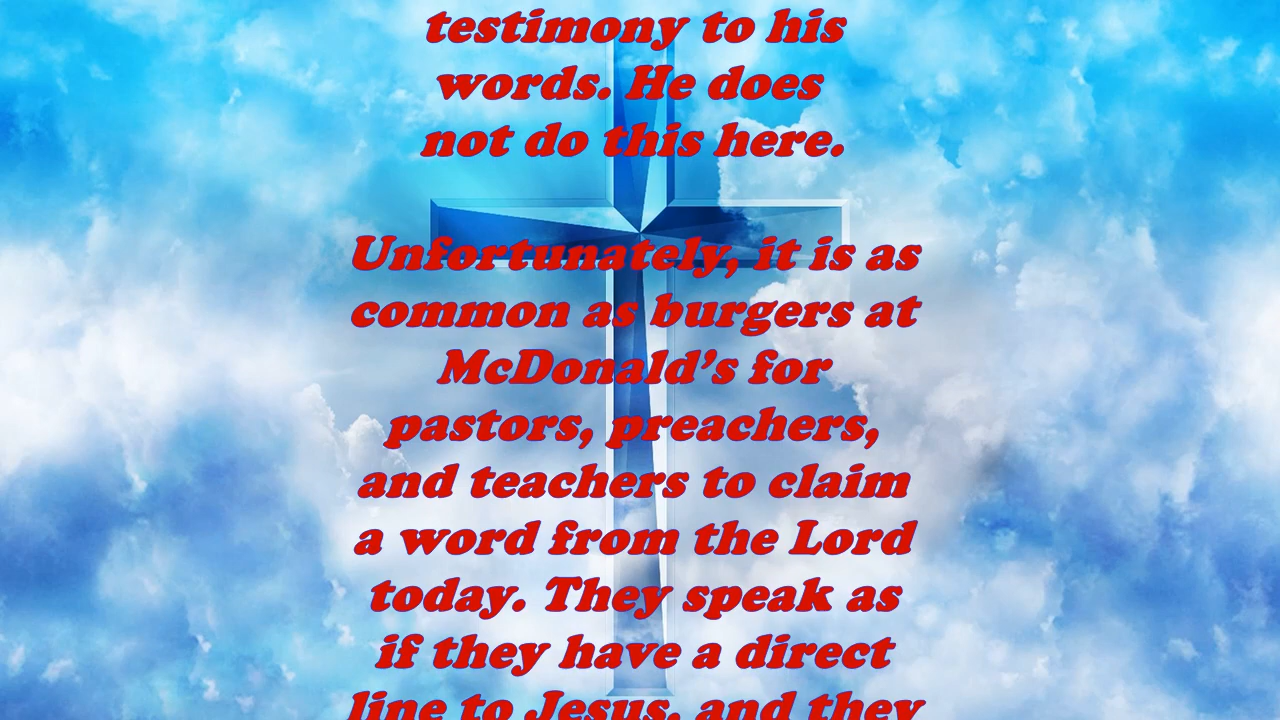 testimony to his
words. He does
not do this here.
Unfortunately, it is as
common as burgers at
McDonald’s for
pastors, preachers,
and teachers to claim
a word from the Lord
today. They speak as
if they have a direct
line to Jesus, and they